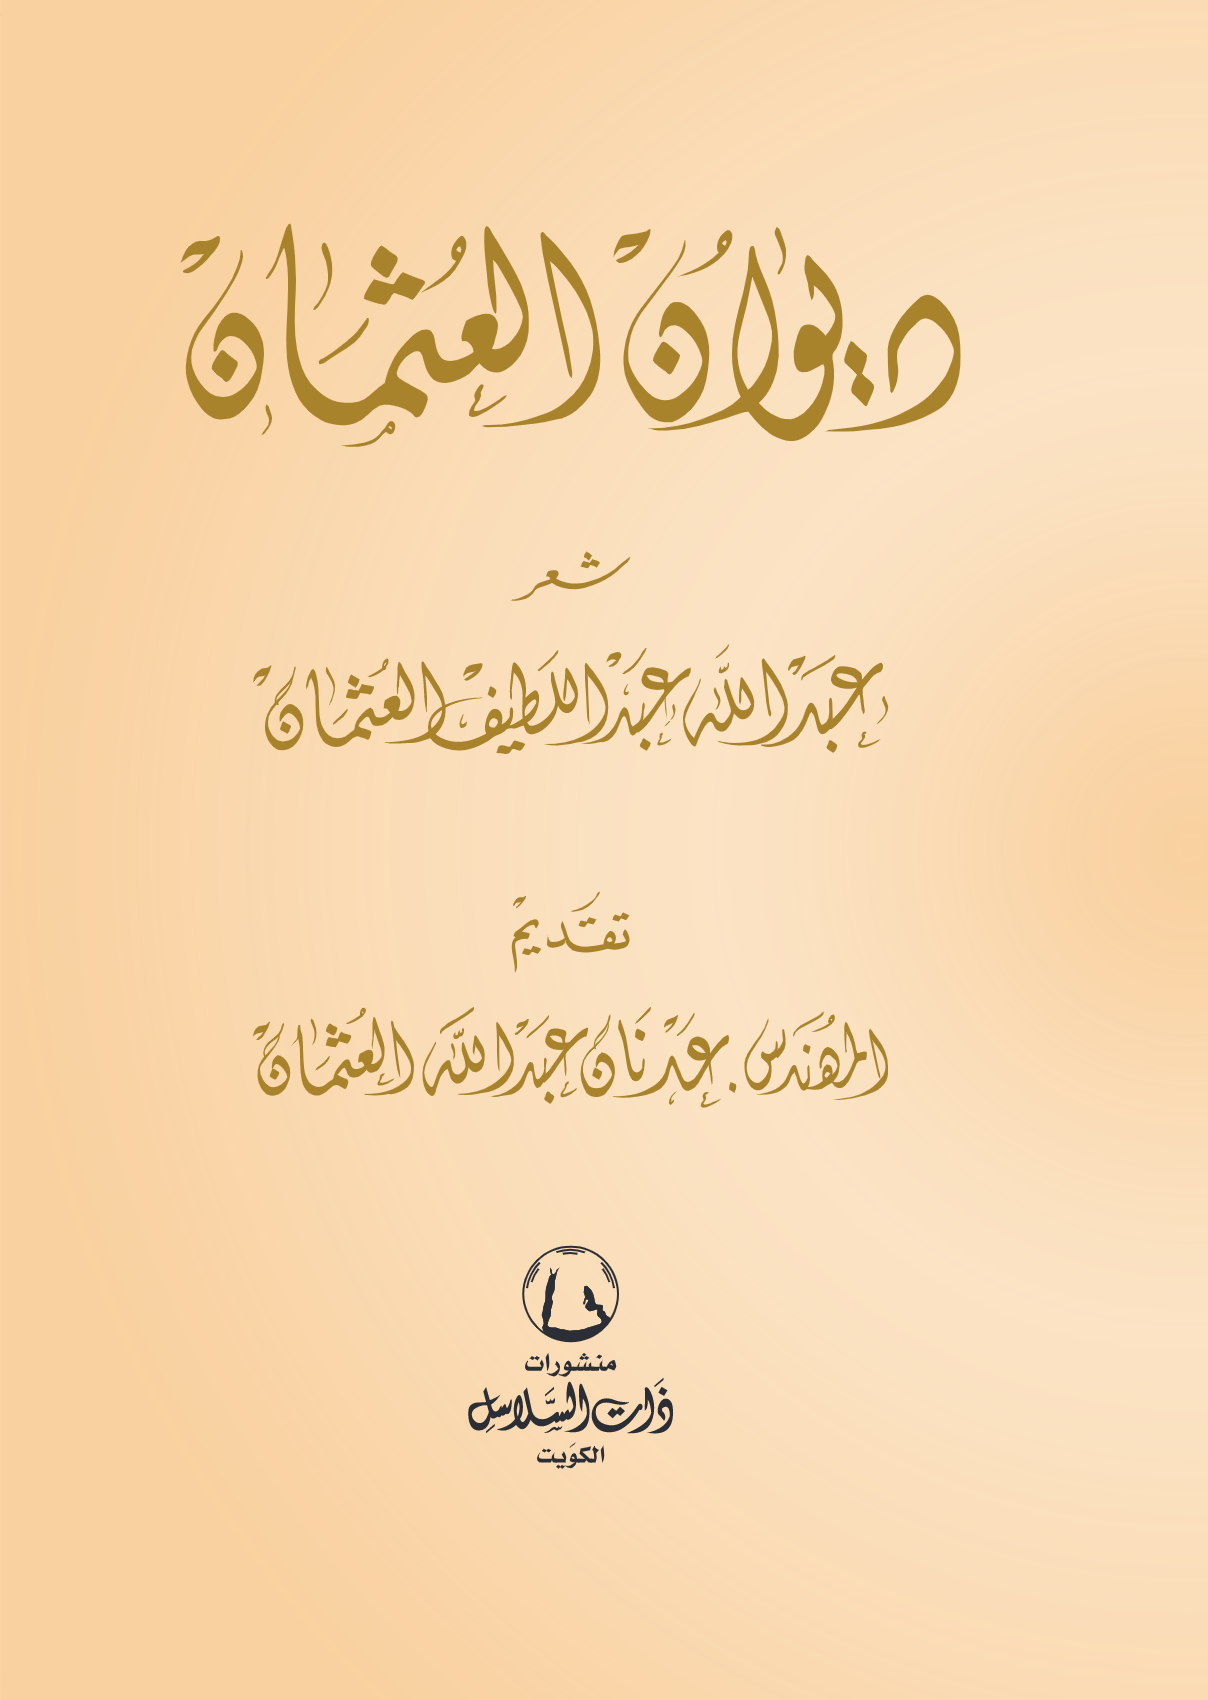 ديوان العثمان
شعر
عبدالله عبداللطيف العثمان
تقديم
المهندس. عدنان عبدالله العثمان
منشورات
ذات السلاسل
الكويت